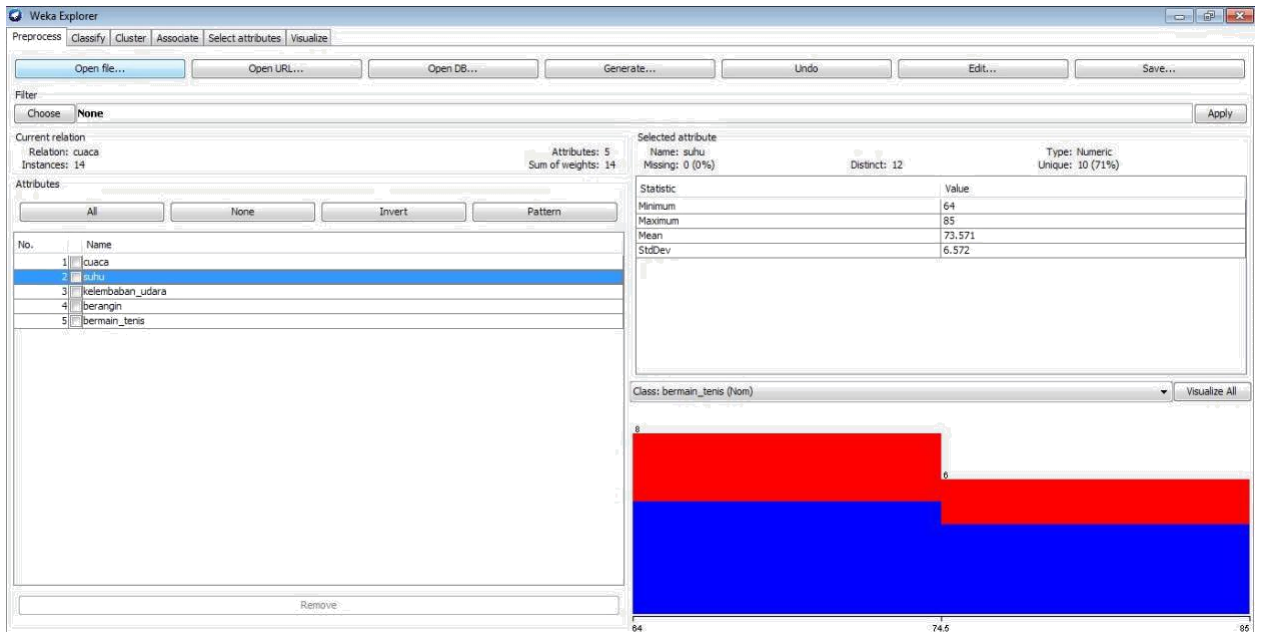 Weka Explorer
Preprocess Classify Cluster Associate Select attributes Visualize
Open file... Open URL... Open DB... Generate... Undo Edit... Save...
Filter
Choose None Apply
Current relation
Relation: cuaca Attributes: 5
Instances: 14 Sum of weights: 14
Attributes
All None Invert Pattern
No. Name
1 cuaca
2 suhu
3 kelembaban_udara
4 berangin
5 bermain_tenis
Remove
Selected attribute
Name: suhu Type: Numeric
Missing: 0 (0%) Distinct: 12 Unique: 10 (71%)
Statistic Value
Minimum 64
Maximum 85
Mean 73.571
StdDev 6.572
Class: bermain_tenis (Nom) Visualize All
8
6
64 74.5 85